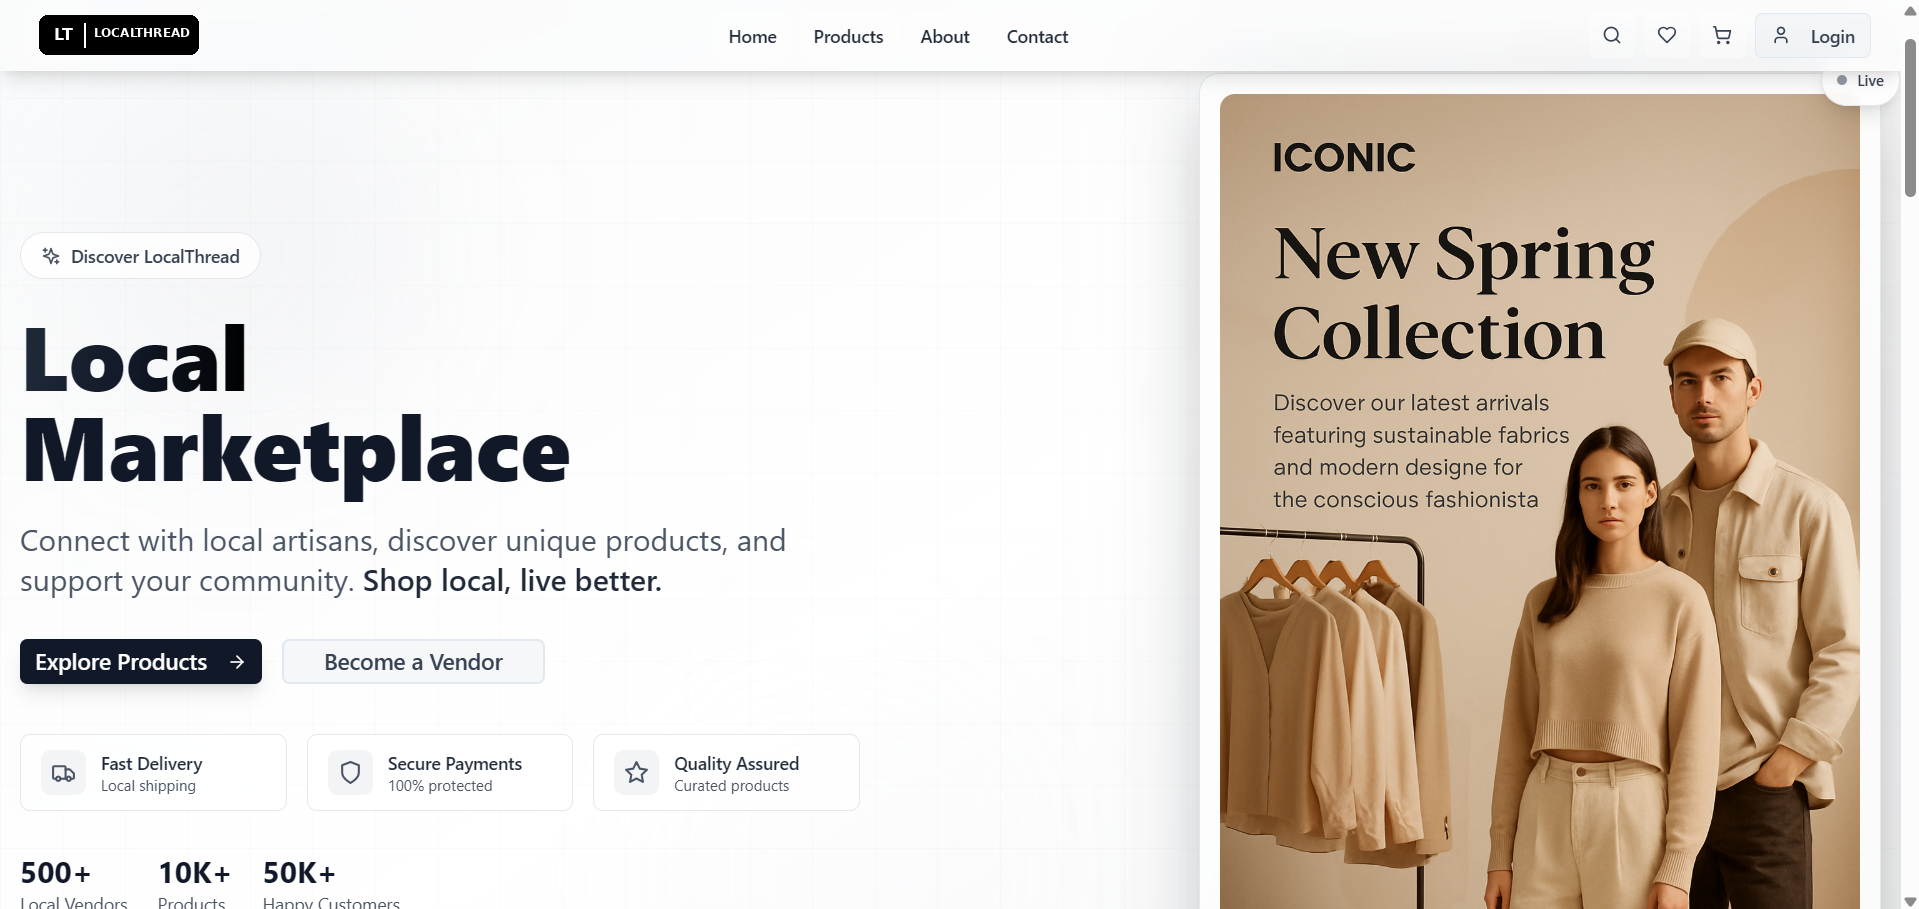 LT | LOCALTHREAD
Home
Products
About
Contact
Login
Live
Discover LocalThread
Local
Marketplace
Connect with local artisans, discover unique products, and
support your community. Shop local, live better.
Explore Products →
Become a Vendor
Fast Delivery
Local shipping
Secure Payments
100% protected
Quality Assured
Curated products
500+
Local Vendors
10K+
Products
50K+
Happy Customers
ICONIC
New Spring
Collection
Discover our latest arrivals
featuring sustainable fabrics
and modern designe for
the conscious fashionista